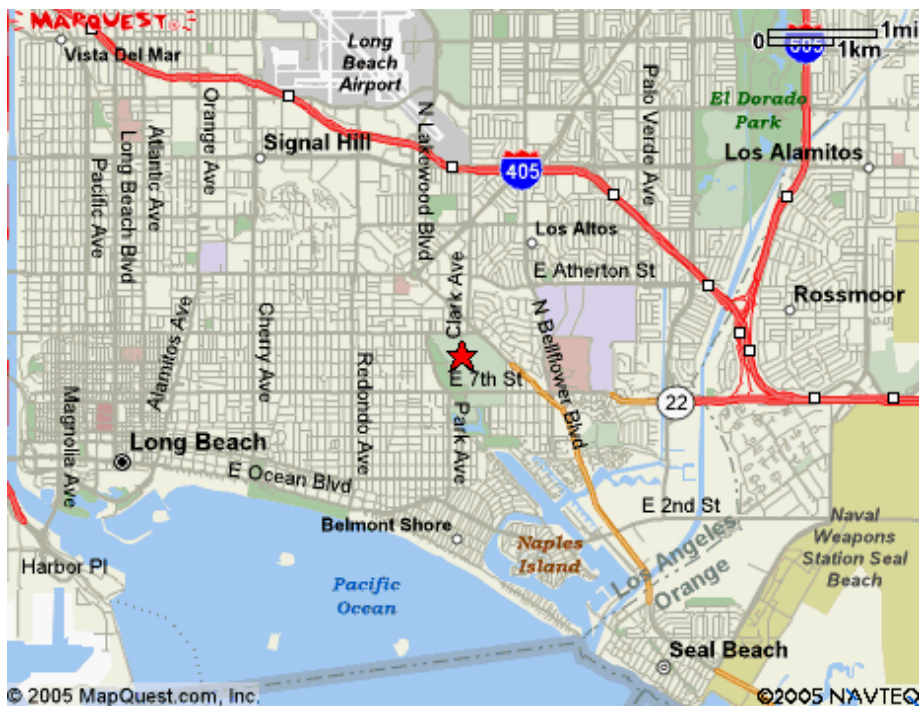 MAPQUEST
Vista Del Mar
Long
Beach
Airport
0
1mi
1km
605
El Dorado
Park
Palo Verde Ave
N Lakewood Blvd
Orange Ave
Atlantic Ave
Long Beach Blvd
Pacific Ave
Signal Hill
405
Los Alamitos
Los Altos
E Atherton St
Clark Ave
N Bellflower Blvd
Rossmoor
Alamitos Ave
Cherry Ave
Redondo Ave
E 7th St
22
Magnolia Ave
Park Ave
Long Beach
E Ocean Blvd
E 2nd St
Belmont Shore
Naples
Island
Los Angeles
Orange
Naval
Weapons
Station Seal
Beach
Harbor Pl
Pacific
Ocean
Seal Beach
© 2005 MapQuest.com, Inc.
©2005 NAVTEQ